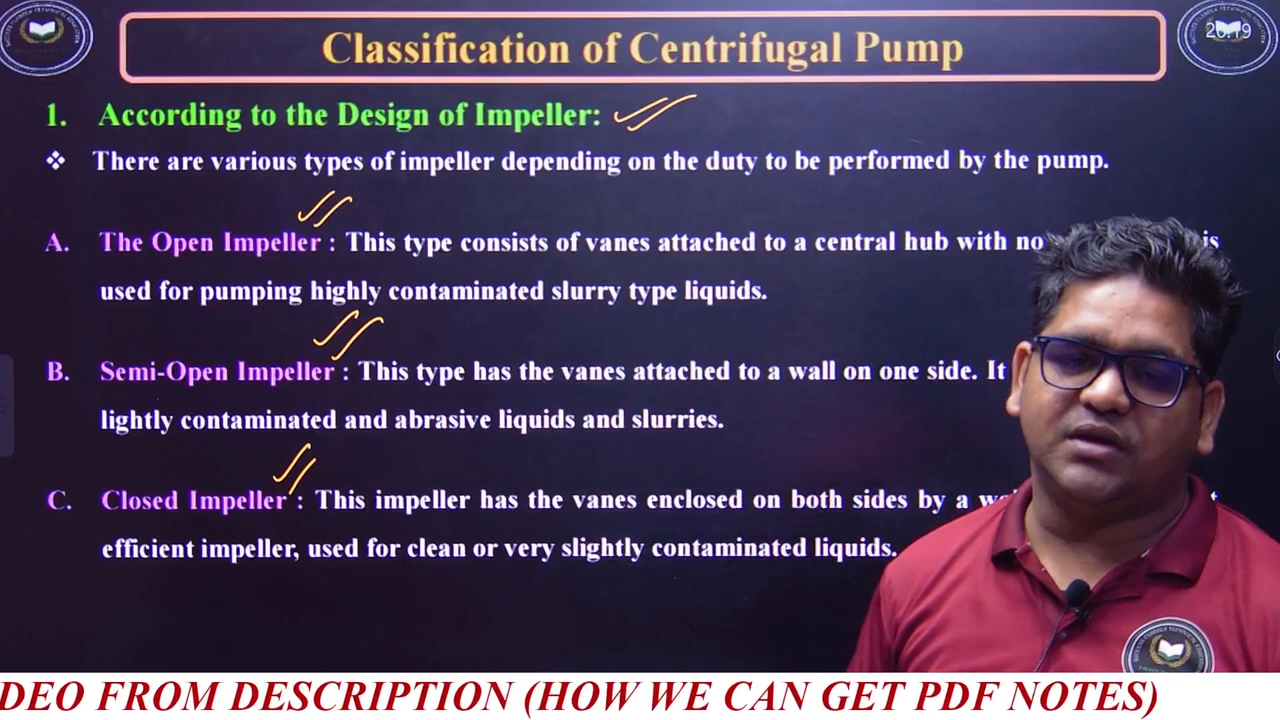 Classification of Centrifugal Pump
20:19
1. According to the Design of Impeller:
❖ There are various types of impeller depending on the duty to be performed by the pump.
A. The Open Impeller : This type consists of vanes attached to a central hub with no is
used for pumping highly contaminated slurry type liquids.
B. Semi-Open Impeller : This type has the vanes attached to a wall on one side. It
lightly contaminated and abrasive liquids and slurries.
C. Closed Impeller : This impeller has the vanes enclosed on both sides by a
efficient impeller, used for clean or very slightly contaminated liquids.
DEO FROM DESCRIPTION (HOW WE CAN GET PDF NOTES)